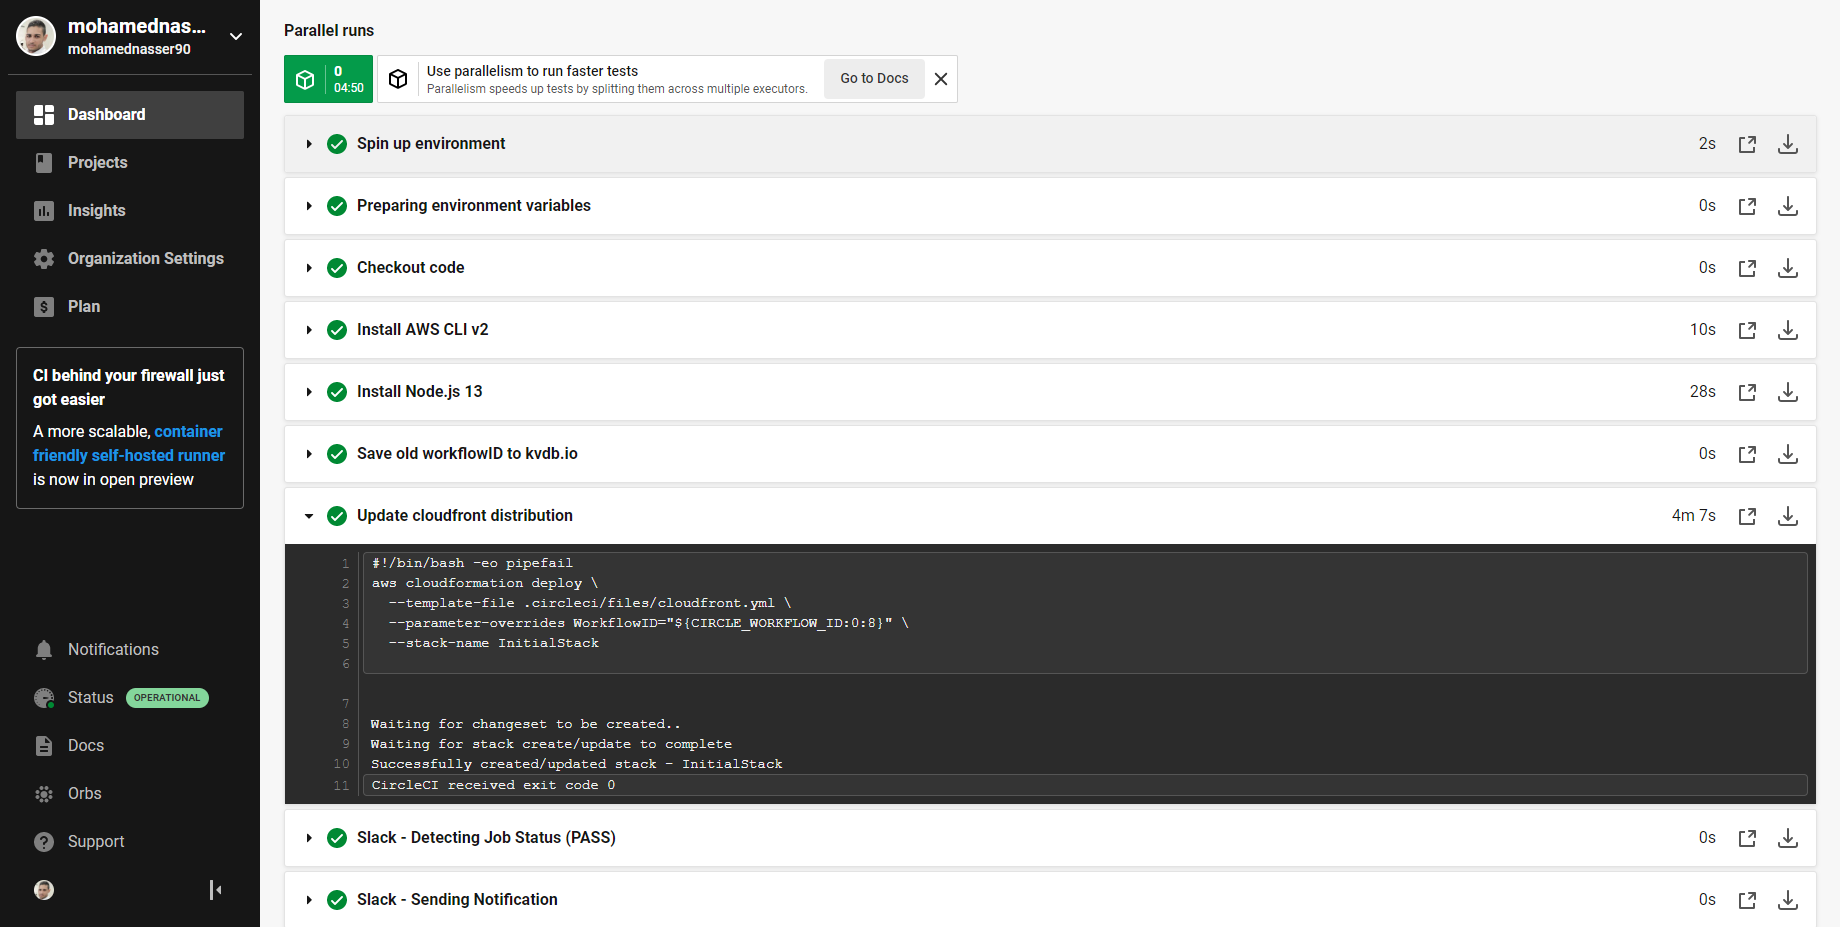 mohamednas...
mohamednasser90
Dashboard
Projects
Insights
Organization Settings
Plan
CI behind your firewall just
got easier
A more scalable, container
friendly self-hosted runner
is now in open preview
Notifications
Status OPERATIONAL
Docs
Orbs
Support
Parallel runs
0
04:50
Use parallelism to run faster tests
Parallelism speeds up tests by splitting them across multiple executors.
Go to Docs
Spin up environment 2s
Preparing environment variables 0s
Checkout code 0s
Install AWS CLI v2 10s
Install Node.js 13 28s
Save old workflowID to kvdb.io 0s
Update cloudfront distribution 4m 7s
1 #!/bin/bash -eo pipefail
2 aws cloudformation deploy \
3 --template-file .circleci/files/cloudfront.yml \
4 --parameter-overrides WorkflowID="${CIRCLE_WORKFLOW_ID:0:8}" \
5 --stack-name InitialStack
6
7
8 Waiting for changeset to be created..
9 Waiting for stack create/update to complete
10 Successfully created/updated stack - InitialStack
11 CircleCI received exit code 0
Slack - Detecting Job Status (PASS) 0s
Slack - Sending Notification 0s